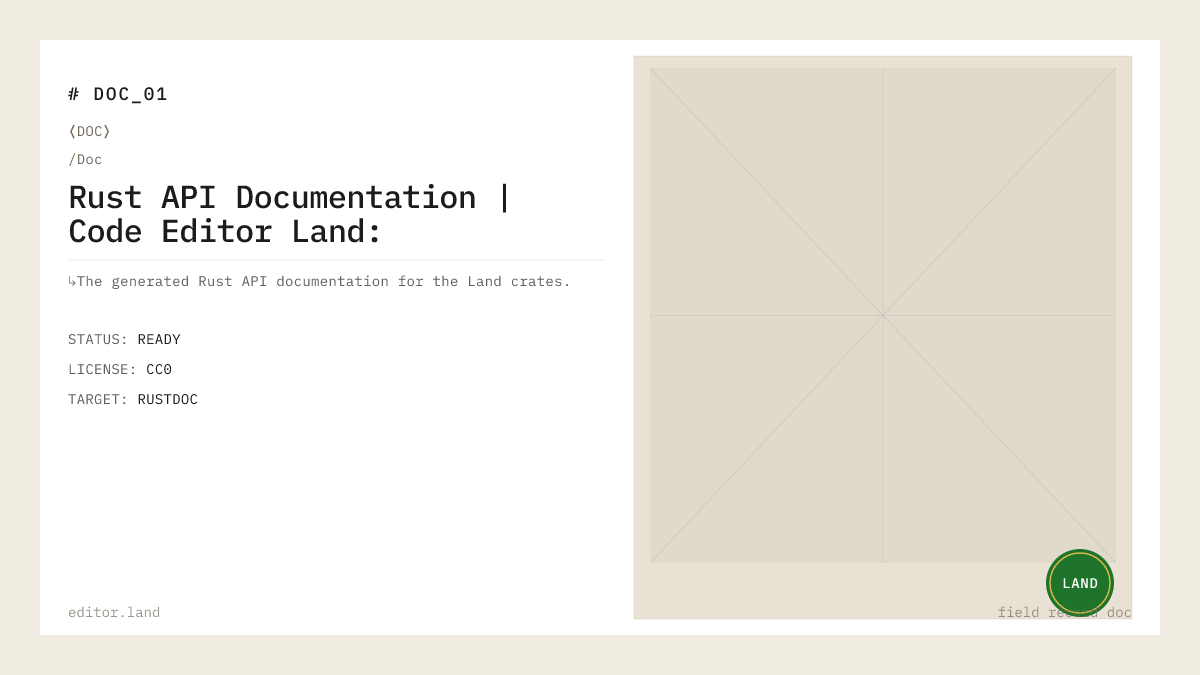 # DOC_01
⟨DOC⟩
/Doc
Rust API Documentation |
Code Editor Land:
↳The generated Rust API documentation for the Land crates.
STATUS: READY
LICENSE: CC0
TARGET: RUSTDOC
LAND
editor.land
field record doc